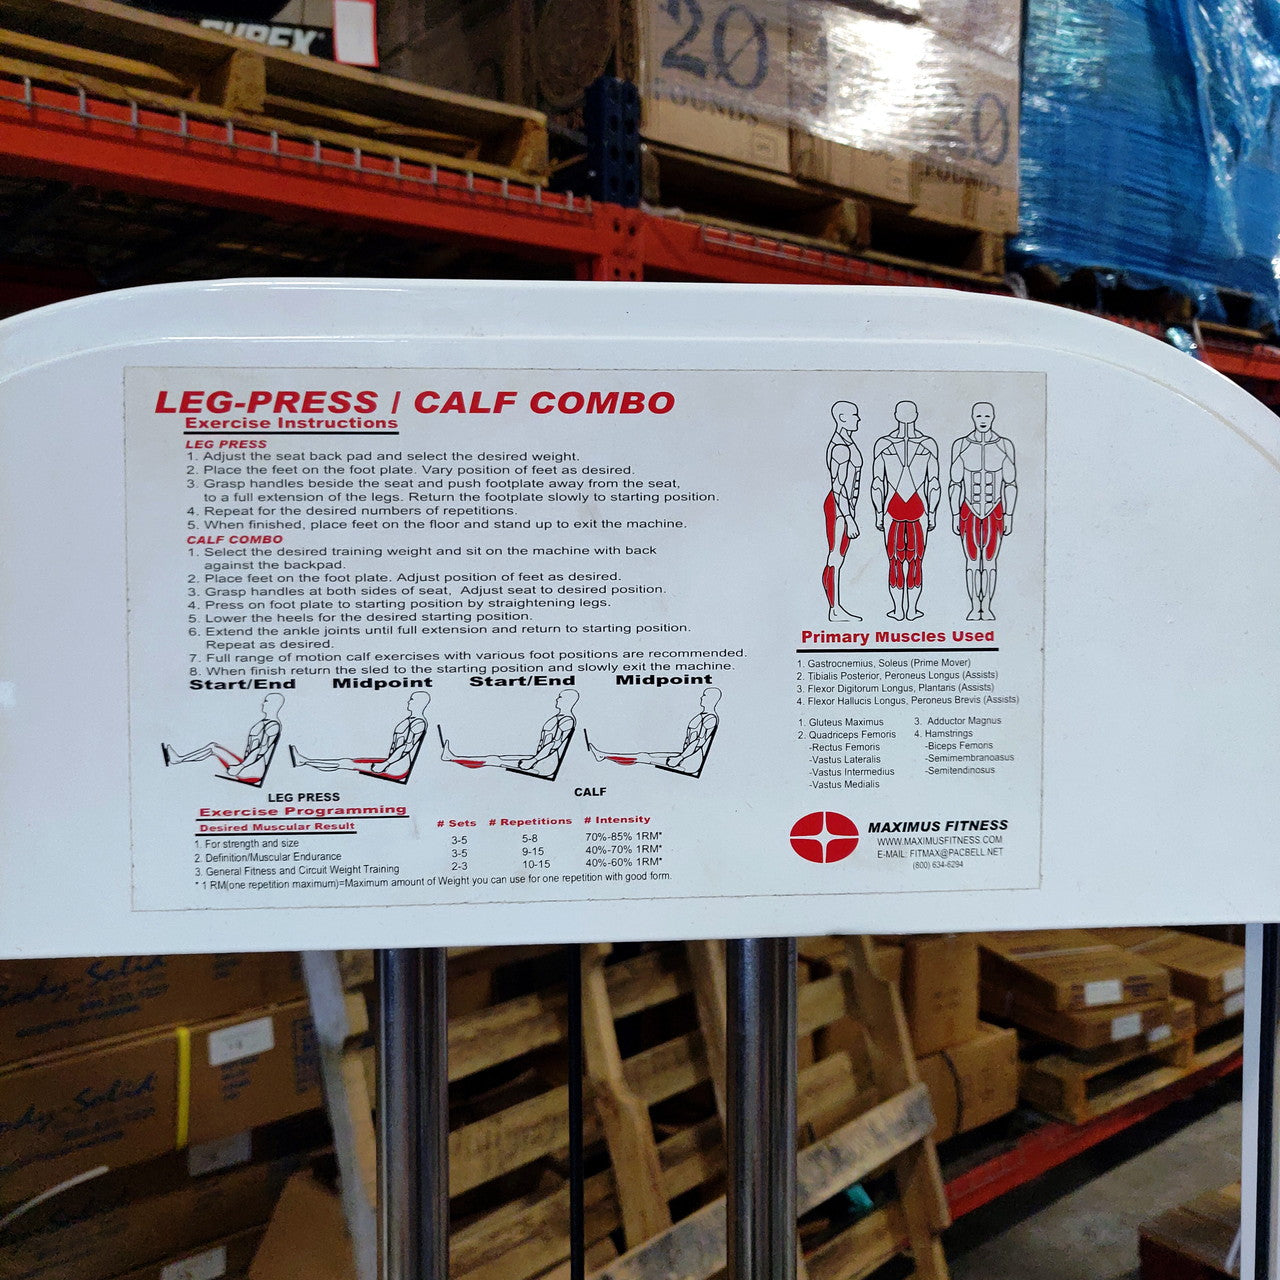 CYBEX
20
POUNDS
20
POUNDS
LEG-PRESS / CALF COMBO
Exercise Instructions
LEG PRESS
1. Adjust the seat back pad and select the desired weight.
2. Place the feet on the foot plate. Vary position of feet as desired.
3. Grasp handles beside the seat and push footplate away from the seat,
to a full extension of the legs. Return the footplate slowly to starting position.
4. Repeat for the desired numbers of repetitions.
5. When finished, place feet on the floor and stand up to exit the machine.
CALF COMBO
1. Select the desired training weight and sit on the machine with back
against the backpad.
2. Place feet on the foot plate. Adjust position of feet as desired.
3. Grasp handles at both sides of seat, Adjust seat to desired position.
4. Press on foot plate to starting position by straightening legs.
5. Lower the heels for the desired starting position.
6. Extend the ankle joints until full extension and return to starting position.
Repeat as desired.
7. Full range of motion calf exercises with various foot positions are recommended.
8. When finish return the sled to the starting position and slowly exit the machine.
Start/End Midpoint Start/End Midpoint
LEG PRESS CALF
Exercise Programming
Desired Muscular Result # Sets # Repetitions # Intensity
1. For strength and size 3-5 5-8 70%-85% 1RM*
2. Definition/Muscular Endurance 3-5 9-15 40%-70% 1RM*
3. General Fitness and Circuit Weight Training 2-3 10-15 40%-60% 1RM*
* 1 RM(one repetition maximum)=Maximum amount of Weight you can use for one repetition with good form.
Primary Muscles Used
1. Gastrocnemius, Soleus (Prime Mover)
2. Tibialis Posterior, Peroneus Longus (Assists)
3. Flexor Digitorum Longus, Plantaris (Assists)
4. Flexor Hallucis Longus, Peroneus Brevis (Assists)
1. Gluteus Maximus
2. Quadriceps Femoris
-Rectus Femoris
-Vastus Lateralis
-Vastus Intermedius
-Vastus Medialis
3. Adductor Magnus
4. Hamstrings
-Biceps Femoris
-Semimembranoasus
-Semitendinosus
MAXIMUS FITNESS
WWW.MAXIMUSFITNESS.COM
E-MAIL: FITMAX@PACBELL.NET
(800) 634-6294
Body-Solid
Body-Solid